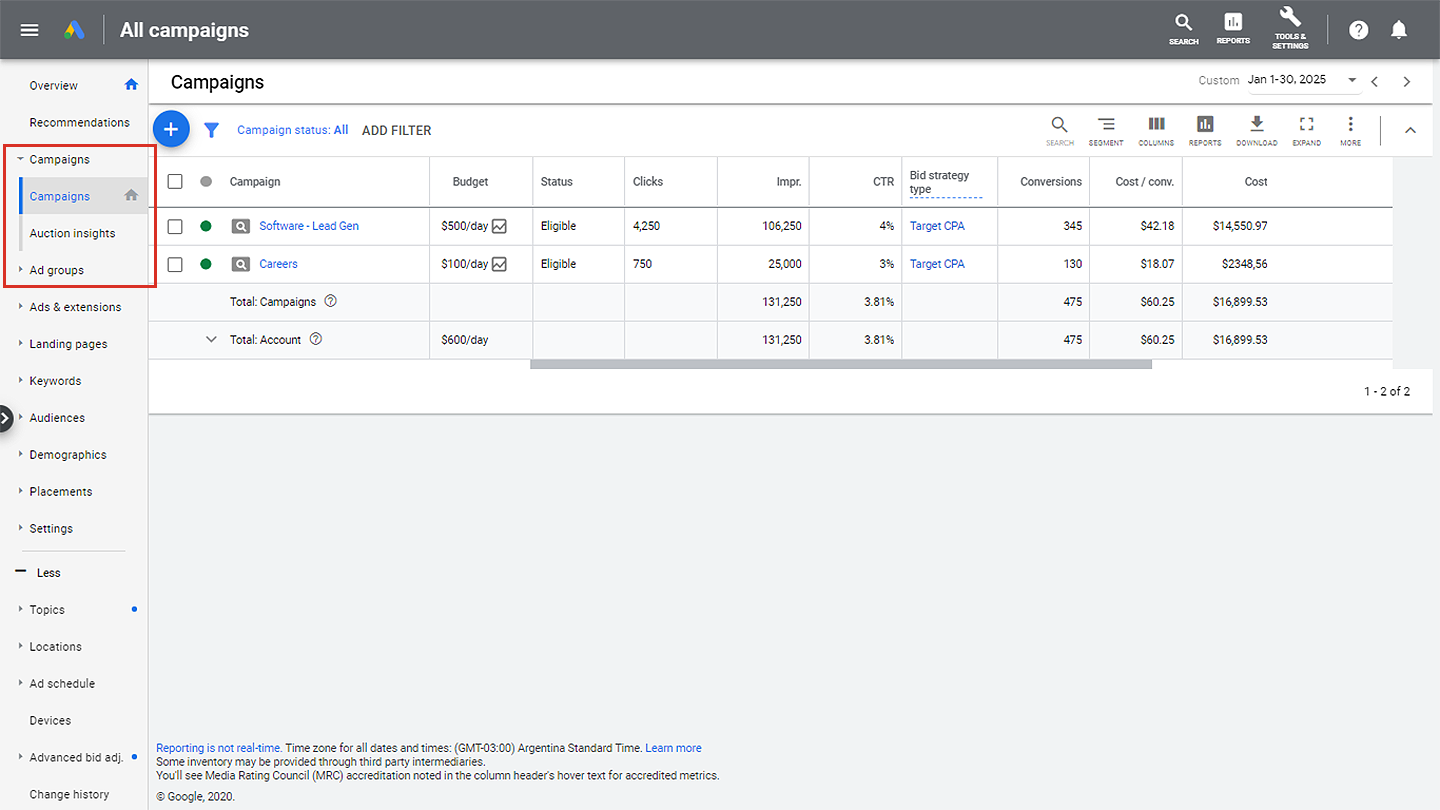 All campaigns
SEARCH
REPORTS
TOOLS &
SETTINGS
Overview
Recommendations
Campaigns
Campaigns
Auction insights
Ad groups
Ads & extensions
Landing pages
Keywords
Audiences
Demographics
Placements
Settings
Less
Topics
Locations
Ad schedule
Devices
Advanced bid adj.
Change history
Campaigns
Custom Jan 1-30, 2025
Campaign status: All ADD FILTER
SEARCH SEGMENT COLUMNS REPORTS DOWNLOAD EXPAND MORE
Campaign Budget Status Clicks Impr. CTR Bid strategy type Conversions Cost / conv. Cost
Software - Lead Gen $500/day Eligible 4,250 106,250 4% Target CPA 345 $42.18 $14,550.97
Careers $100/day Eligible 750 25,000 3% Target CPA 130 $18.07 $2348,56
Total: Campaigns 131,250 3.81% 475 $60.25 $16,899.53
Total: Account $600/day 131,250 3.81% 475 $60.25 $16,899.53
1 - 2 of 2
Reporting is not real-time. Time zone for all dates and times: (GMT-03:00) Argentina Standard Time. Learn more
Some inventory may be provided through third party intermediaries.
You'll see Media Rating Council (MRC) accreditation noted in the column header's hover text for accredited metrics.
© Google, 2020.